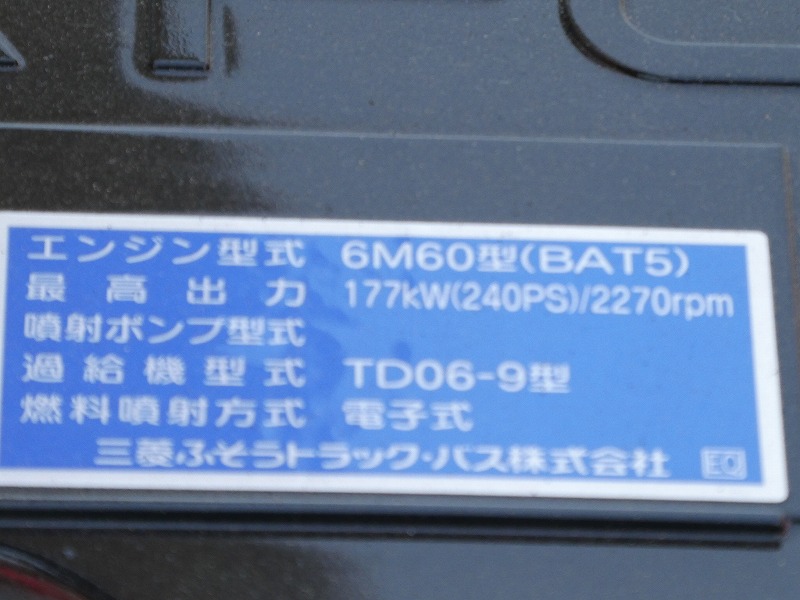 エンジン型式 6M60型(BAT5)
最高出力 177kW(240PS)/2270rpm
噴射ポンプ型式
過給機型式 TD06-9型
燃料噴射方式 電子式
三菱ふそうトラック・バス株式会社 EO